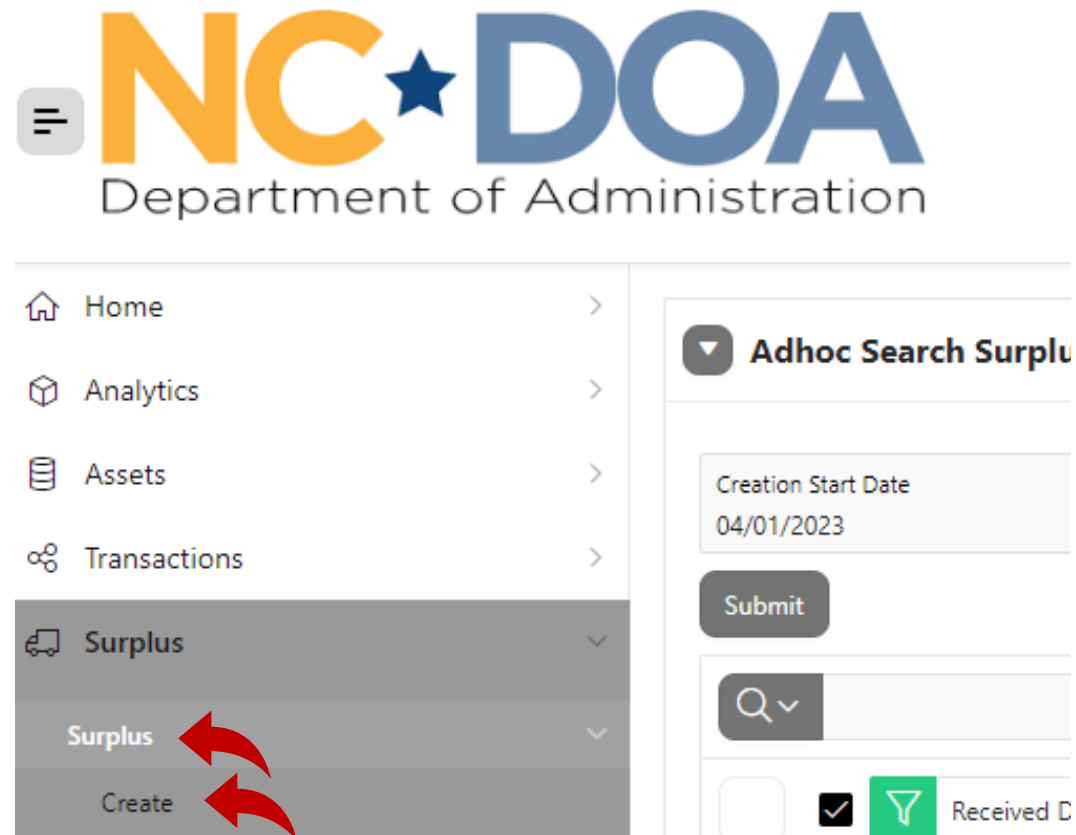 NC★DOA
Department of Administration
Home
Analytics
Assets
Transactions
Surplus
Surplus
Create
Adhoc Search Surplu
Creation Start Date
04/01/2023
Submit
Received D